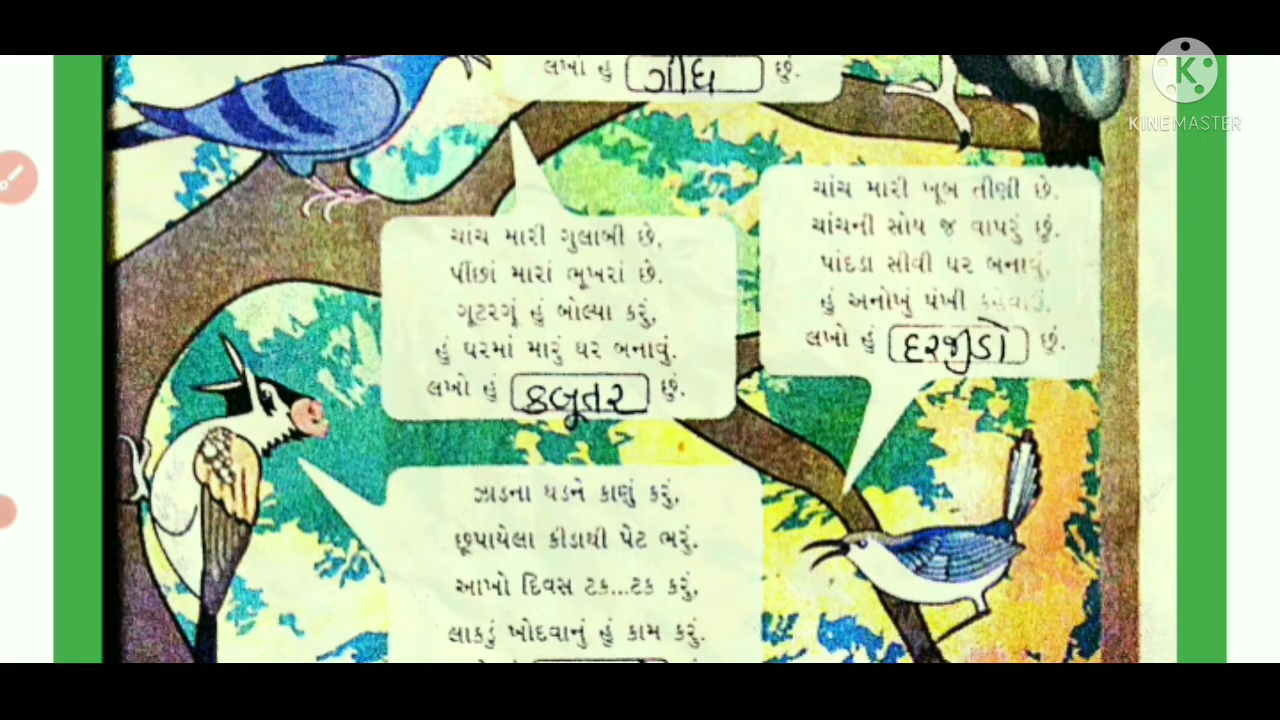 લખો હું ગીધ છું.
KINEMASTER
ચાંચ મારી ગુલાબી છે,
પીંછાં મારાં ભૂખરાં છે.
ગૂટરગૂં હું બોલ્યા કરું,
હું ઘરમાં મારું ઘર બનાવું.
લખો હું કબૂતર છું.
ચાંચ મારી ખૂબ તીણી છે.
ચાંચની સોય જ વાપરું છું.
પાંદડા સીવી ઘર બનાવું,
હું અનોખું પંખી કહેવાઉં.
લખો હું દરજીડો છું.
ઝાડના થડને કાણું કરું,
છૂપાયેલા કીડાથી પેટ ભરું.
આખો દિવસ ટક...ટક કરું,
લાકડું ખોદવાનું હું કામ કરું.